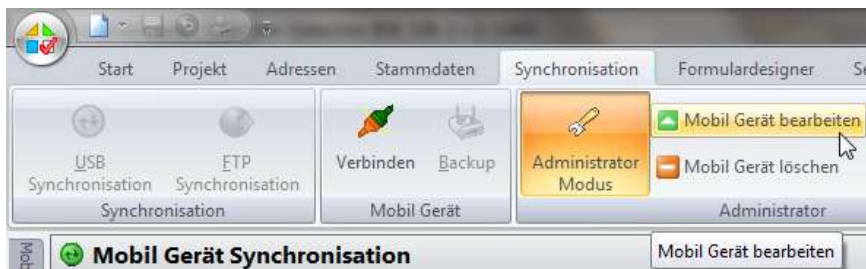 Start Projekt Adressen Stammdaten Synchronisation Formulardesigner
USB Synchronisation
FTP Synchronisation
Synchronisation
Verbinden
Backup
Mobil Gerät
Administrator Modus
Mobil Gerät bearbeiten
Mobil Gerät löschen
Administrator
Mobil Gerät Synchronisation
Mobil Gerät bearbeiten